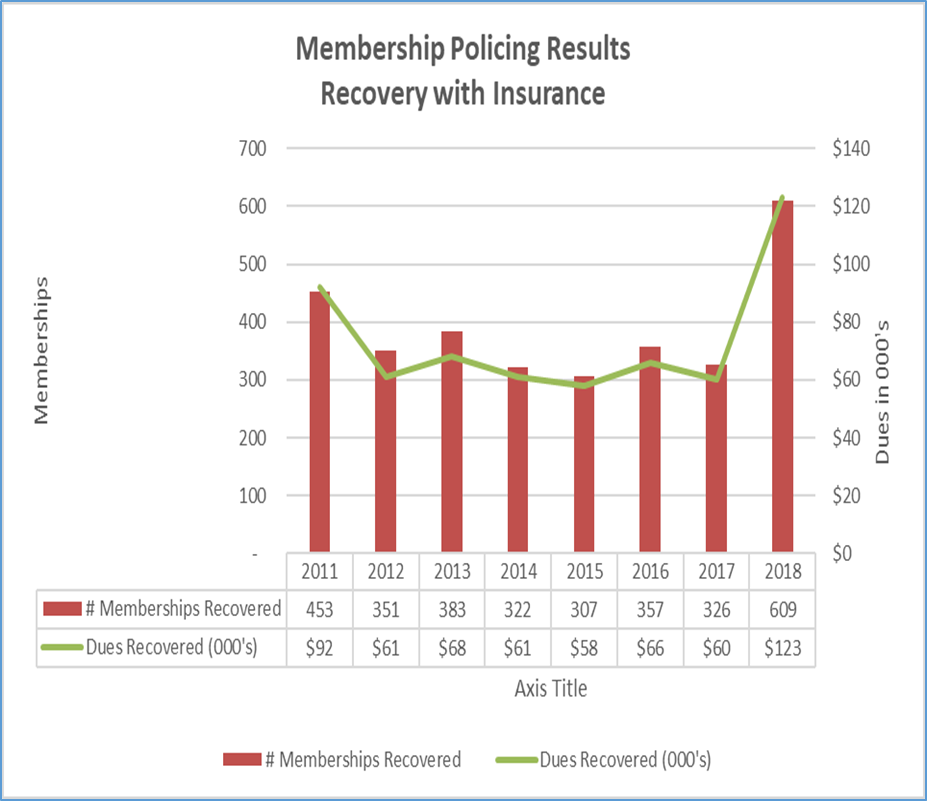 Membership Policing Results
Recovery with Insurance
700 $140
600 $120
500 $100
400 $80
300 $60
200 $40
100 $20
- $0
Memberships
Dues in 000's
2011 2012 2013 2014 2015 2016 2017 2018
# Memberships Recovered 453 351 383 322 307 357 326 609
Dues Recovered (000's) $92 $61 $68 $61 $58 $66 $60 $123
Axis Title
# Memberships Recovered Dues Recovered (000's)